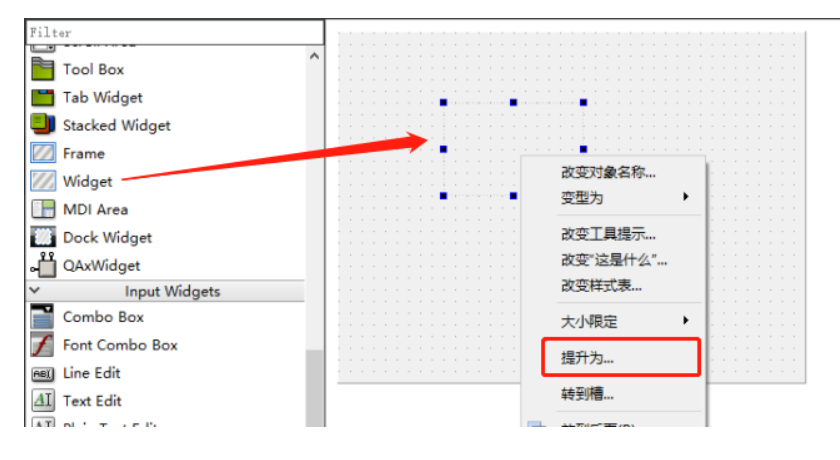 Filter
Tool Box
Tab Widget
Stacked Widget
Frame
Widget
MDI Area
Dock Widget
QAxWidget
Input Widgets
Combo Box
Font Combo Box
Line Edit
Text Edit
改变对象名称...
变型为
改变工具提示...
改变“这是什么”...
改变样式表...
大小限定
提升为...
转到槽...